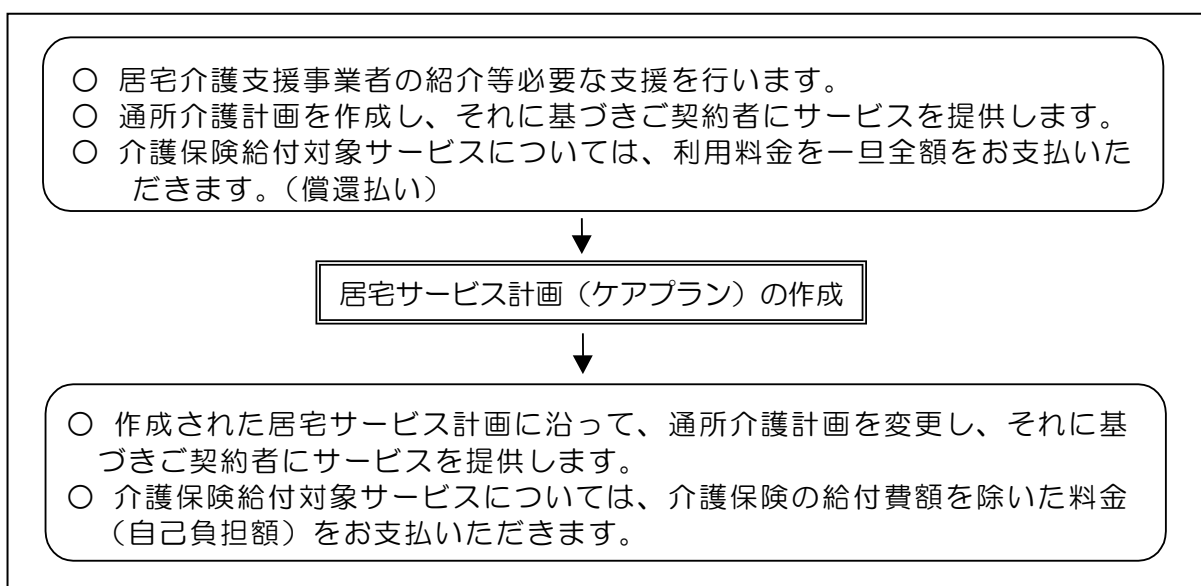 〇 居宅介護支援事業者の紹介等必要な支援を行います。
〇 通所介護計画を作成し、それに基づきご契約者にサービスを提供します。
〇 介護保険給付対象サービスについては、利用料金を一旦全額をお支払いた
だきます。（償還払い）
居宅サービス計画（ケアプラン）の作成
〇 作成された居宅サービス計画に沿って、通所介護計画を変更し、それに基
づきご契約者にサービスを提供します。
〇 介護保険給付対象サービスについては、介護保険の給付費額を除いた料金
（自己負担額）をお支払いただきます。